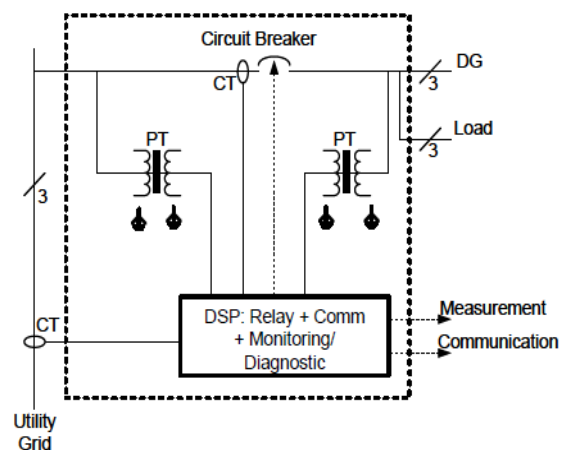 Circuit Breaker
CT
DG
3
Load
3
PT
PT
3
CT
DSP: Relay + Comm
+ Monitoring/
Diagnostic
Measurement
Communication
Utility
Grid